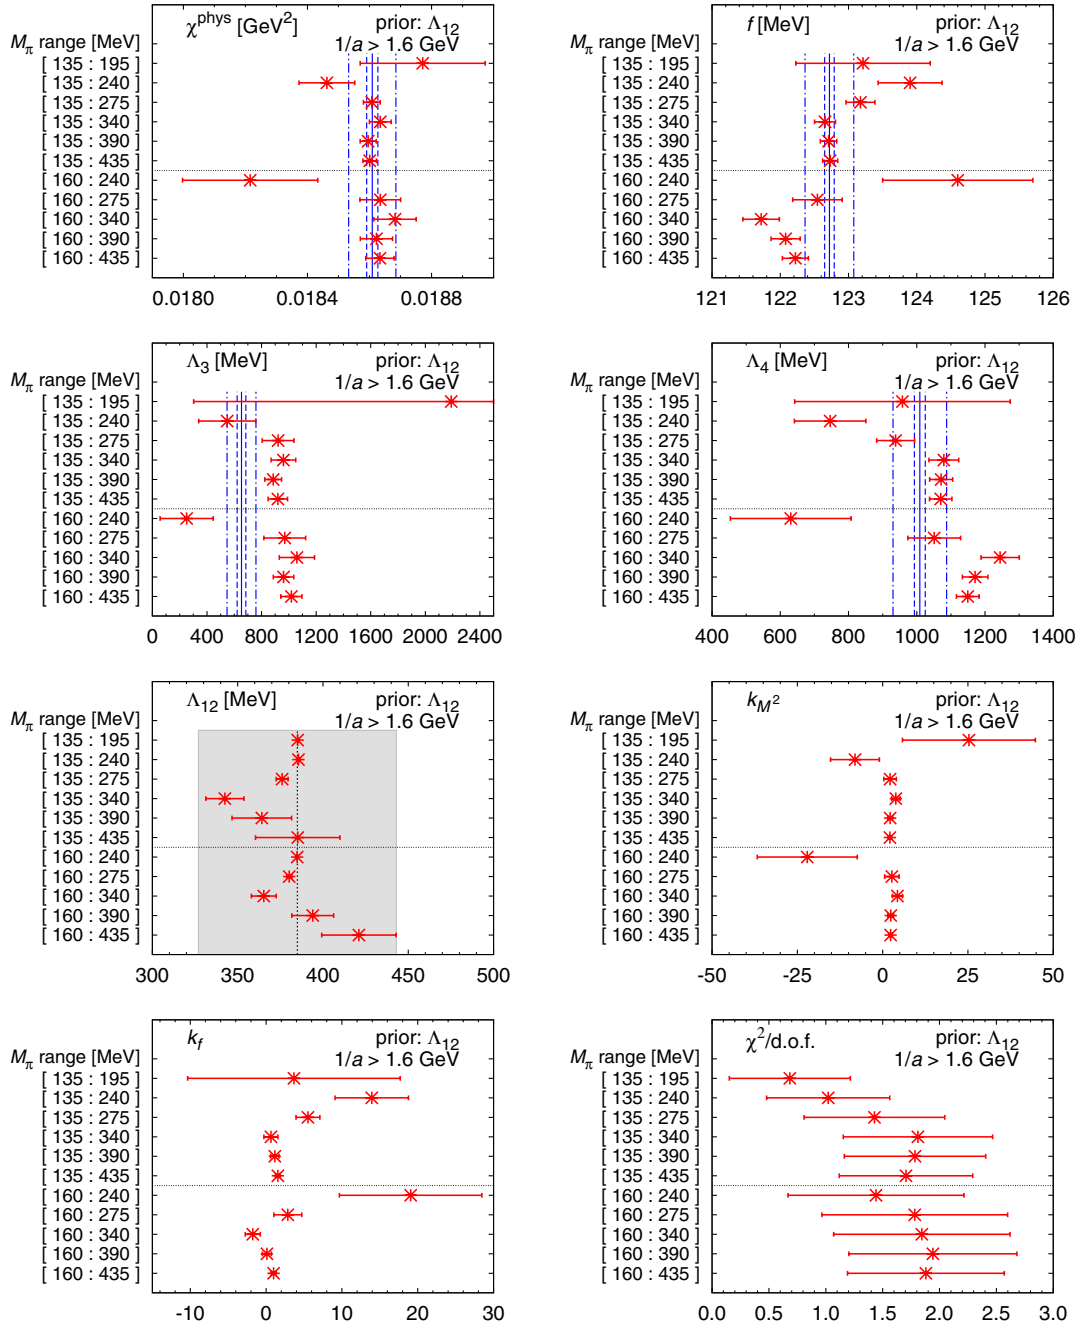 χ^phys [GeV²] prior: Λ₁₂
M_π range [MeV] 1/a > 1.6 GeV
[ 135 : 195 ]
[ 135 : 240 ]
[ 135 : 275 ]
[ 135 : 340 ]
[ 135 : 390 ]
[ 135 : 435 ]
[ 160 : 240 ]
[ 160 : 275 ]
[ 160 : 340 ]
[ 160 : 390 ]
[ 160 : 435 ]
0.0180 0.0184 0.0188
f [MeV] prior: Λ₁₂
M_π range [MeV] 1/a > 1.6 GeV
[ 135 : 195 ]
[ 135 : 240 ]
[ 135 : 275 ]
[ 135 : 340 ]
[ 135 : 390 ]
[ 135 : 435 ]
[ 160 : 240 ]
[ 160 : 275 ]
[ 160 : 340 ]
[ 160 : 390 ]
[ 160 : 435 ]
121 122 123 124 125 126
Λ₃ [MeV] prior: Λ₁₂
M_π range [MeV] 1/a > 1.6 GeV
[ 135 : 195 ]
[ 135 : 240 ]
[ 135 : 275 ]
[ 135 : 340 ]
[ 135 : 390 ]
[ 135 : 435 ]
[ 160 : 240 ]
[ 160 : 275 ]
[ 160 : 340 ]
[ 160 : 390 ]
[ 160 : 435 ]
0 400 800 1200 1600 2000 2400
Λ₄ [MeV] prior: Λ₁₂
M_π range [MeV] 1/a > 1.6 GeV
[ 135 : 195 ]
[ 135 : 240 ]
[ 135 : 275 ]
[ 135 : 340 ]
[ 135 : 390 ]
[ 135 : 435 ]
[ 160 : 240 ]
[ 160 : 275 ]
[ 160 : 340 ]
[ 160 : 390 ]
[ 160 : 435 ]
400 600 800 1000 1200 1400
Λ₁₂ [MeV] prior: Λ₁₂
M_π range [MeV] 1/a > 1.6 GeV
[ 135 : 195 ]
[ 135 : 240 ]
[ 135 : 275 ]
[ 135 : 340 ]
[ 135 : 390 ]
[ 135 : 435 ]
[ 160 : 240 ]
[ 160 : 275 ]
[ 160 : 340 ]
[ 160 : 390 ]
[ 160 : 435 ]
300 400 500
k_M² prior: Λ₁₂
M_π range [MeV] 1/a > 1.6 GeV
[ 135 : 195 ]
[ 135 : 240 ]
[ 135 : 275 ]
[ 135 : 340 ]
[ 135 : 390 ]
[ 135 : 435 ]
[ 160 : 240 ]
[ 160 : 275 ]
[ 160 : 340 ]
[ 160 : 390 ]
[ 160 : 435 ]
-50 -25 0 25 50
k_f prior: Λ₁₂
M_π range [MeV] 1/a > 1.6 GeV
[ 135 : 195 ]
[ 135 : 240 ]
[ 135 : 275 ]
[ 135 : 340 ]
[ 135 : 390 ]
[ 135 : 435 ]
[ 160 : 240 ]
[ 160 : 275 ]
[ 160 : 340 ]
[ 160 : 390 ]
[ 160 : 435 ]
-10 0 10 20 30
χ²/d.o.f. prior: Λ₁₂
M_π range [MeV] 1/a > 1.6 GeV
[ 135 : 195 ]
[ 135 : 240 ]
[ 135 : 275 ]
[ 135 : 340 ]
[ 135 : 390 ]
[ 135 : 435 ]
[ 160 : 240 ]
[ 160 : 275 ]
[ 160 : 340 ]
[ 160 : 390 ]
[ 160 : 435 ]
0.0 0.5 1.0 1.5 2.0 2.5 3.0